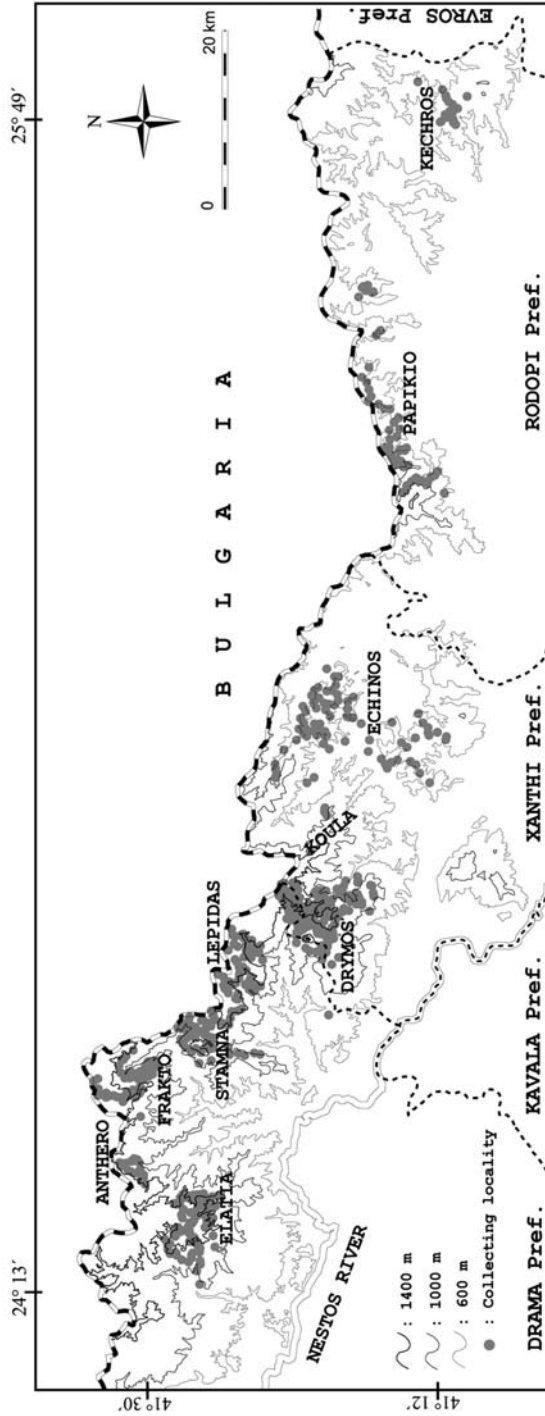 24° 13´
25° 49´
41° 30´
41° 12´
N
0
20 km
B U L G A R I A
EVROS Pref.
ANTHERO
FRAKTO
LEPIDAS
STAMNA
ELATIA
KOULA
DRYMOS
ECHINOS
PAPIKIO
KECHROS
NESTOS RIVER
: 1400 m
: 1000 m
: 600 m
: Collecting locality
DRAMA Pref.
KAVALA Pref.
XANTHI Pref.
RODOPI Pref.